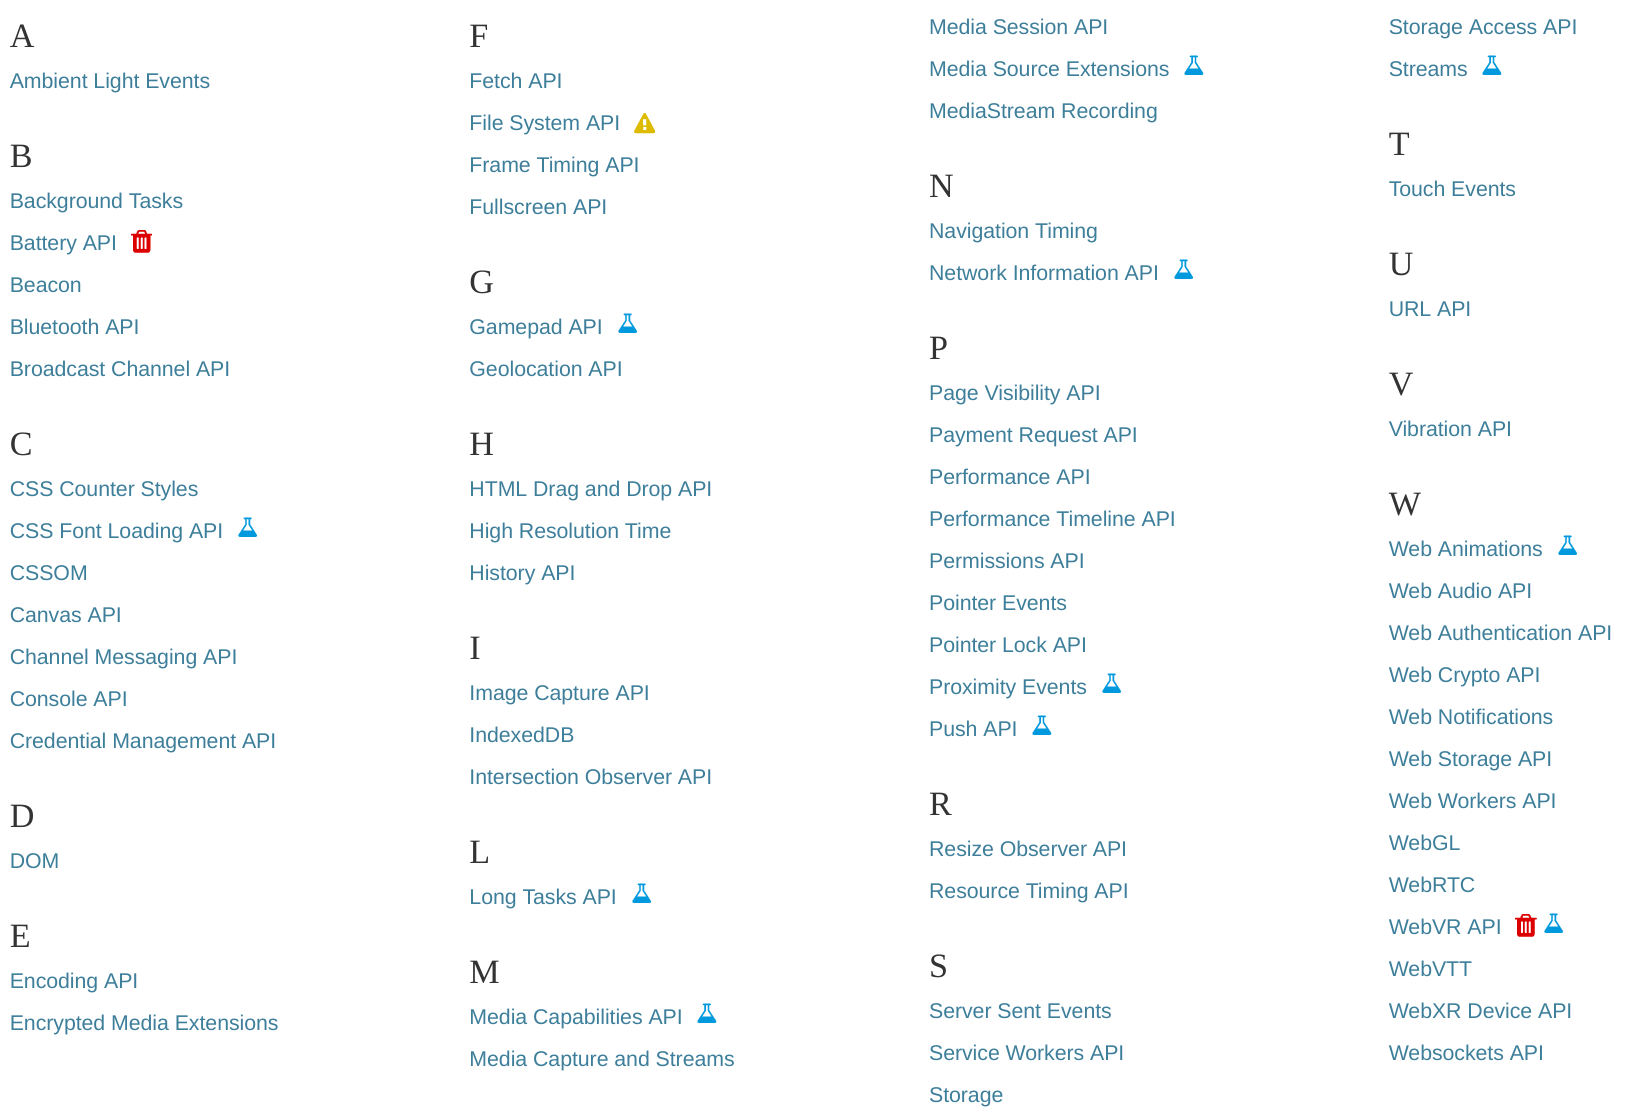 A
Ambient Light Events
B
Background Tasks
Battery API
Beacon
Bluetooth API
Broadcast Channel API
C
CSS Counter Styles
CSS Font Loading API
CSSOM
Canvas API
Channel Messaging API
Console API
Credential Management API
D
DOM
E
Encoding API
Encrypted Media Extensions
F
Fetch API
File System API
Frame Timing API
Fullscreen API
G
Gamepad API
Geolocation API
H
HTML Drag and Drop API
High Resolution Time
History API
I
Image Capture API
IndexedDB
Intersection Observer API
L
Long Tasks API
M
Media Capabilities API
Media Capture and Streams
Media Session API
Media Source Extensions
MediaStream Recording
N
Navigation Timing
Network Information API
P
Page Visibility API
Payment Request API
Performance API
Performance Timeline API
Permissions API
Pointer Events
Pointer Lock API
Proximity Events
Push API
R
Resize Observer API
Resource Timing API
S
Server Sent Events
Service Workers API
Storage
Storage Access API
Streams
T
Touch Events
U
URL API
V
Vibration API
W
Web Animations
Web Audio API
Web Authentication API
Web Crypto API
Web Notifications
Web Storage API
Web Workers API
WebGL
WebRTC
WebVR API
WebVTT
WebXR Device API
Websockets API